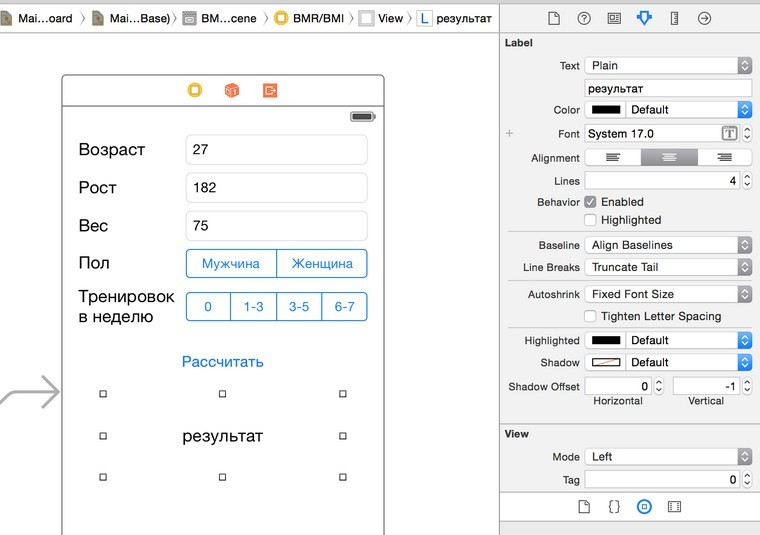 Mai...oard
Mai...Base)
BM...cene
BMR/BMI
View
L
результат
Возраст
27
Рост
182
Вес
75
Пол
Мужчина
Женщина
Тренировок
в неделю
0
1-3
3-5
6-7
Рассчитать
результат
Label
Text
Plain
результат
Color
Default
Font
System 17.0
T
Alignment
Lines
4
Behavior
Enabled
Highlighted
Baseline
Align Baselines
Line Breaks
Truncate Tail
Autoshrink
Fixed Font Size
Tighten Letter Spacing
Highlighted
Default
Shadow
Default
Shadow Offset
0
-1
Horizontal
Vertical
View
Mode
Left
Tag
0